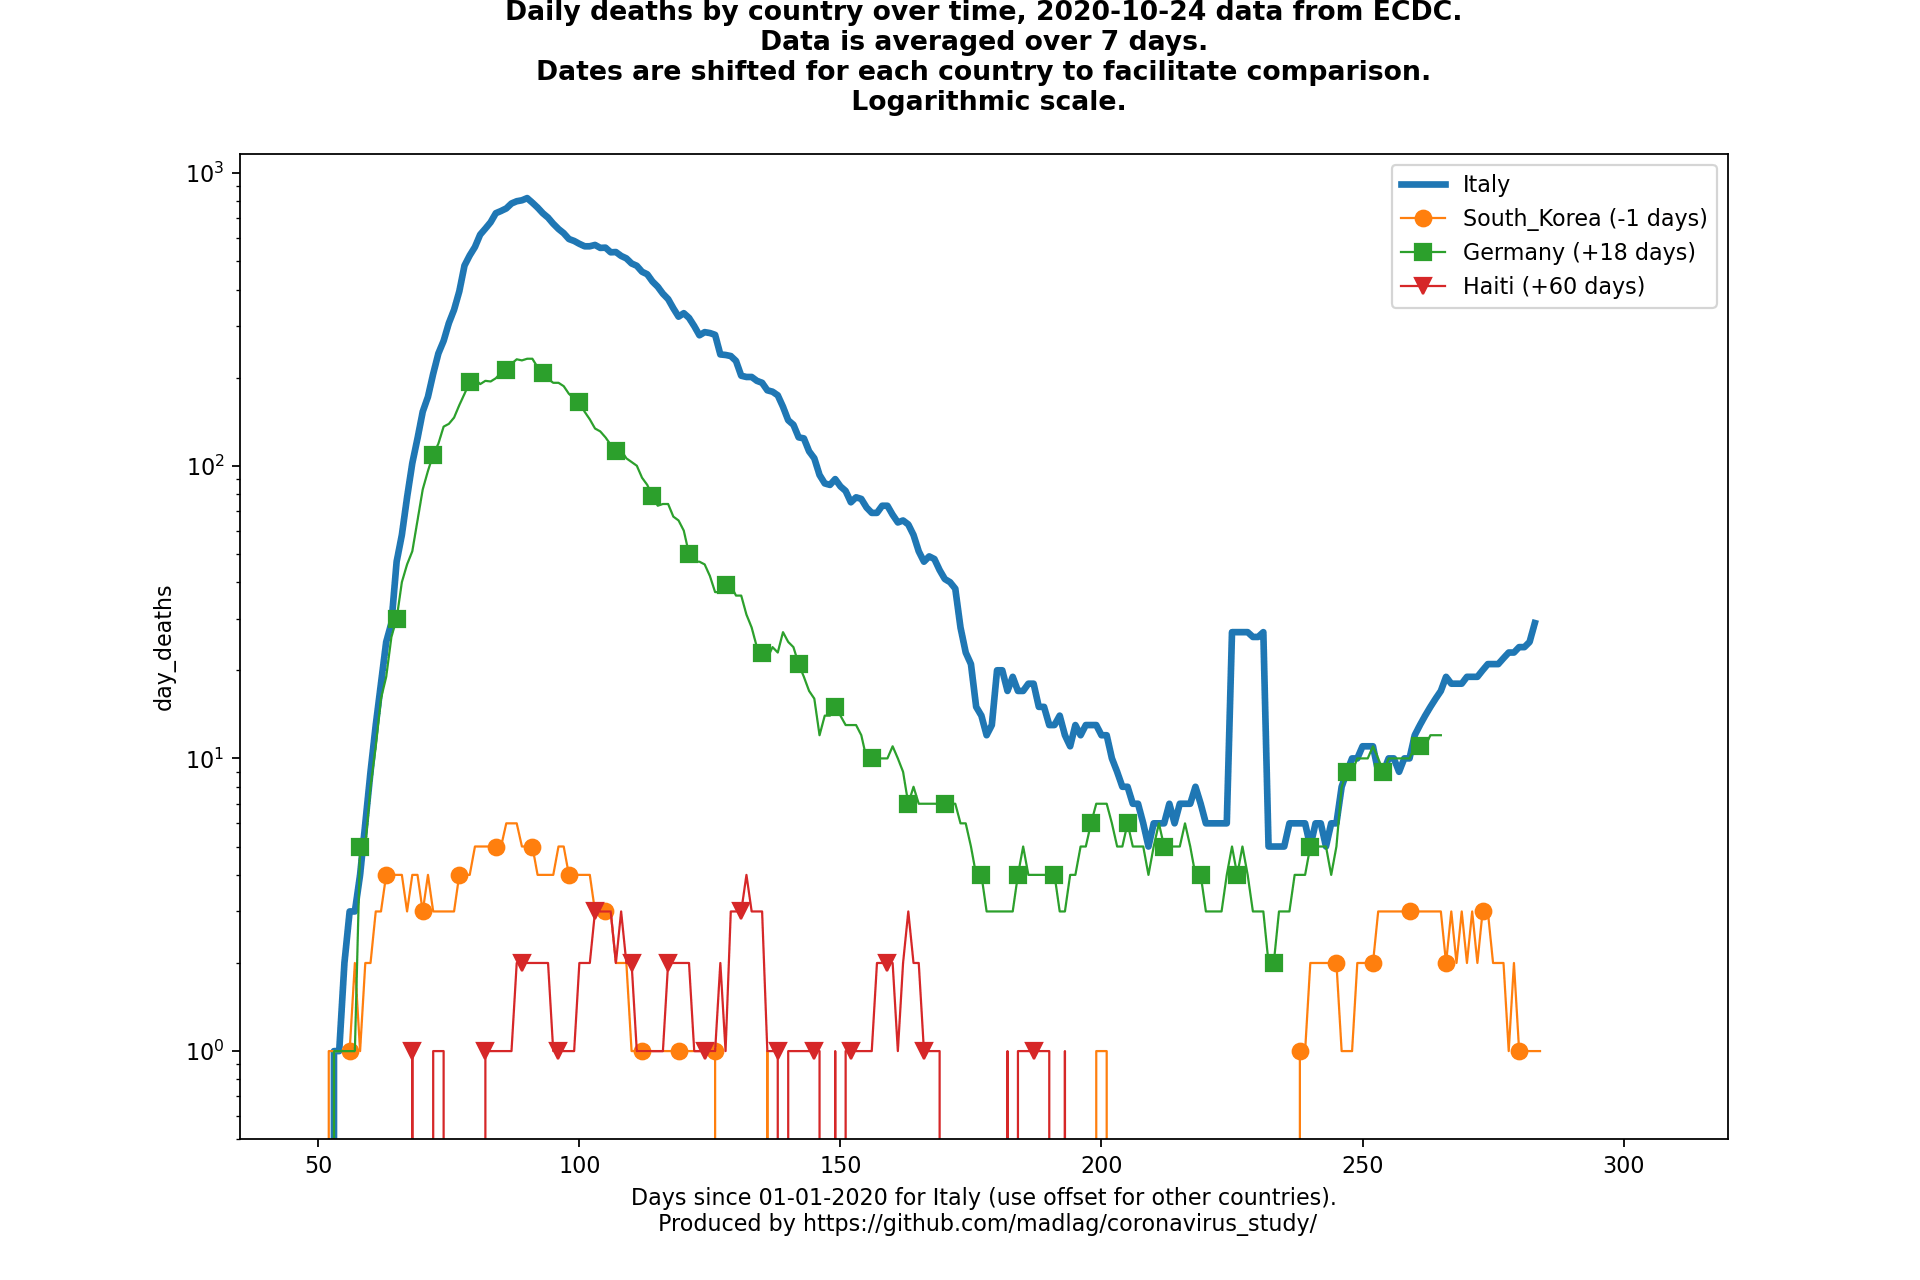 Daily deaths by country over time, 2020-10-24 data from ECDC.
Data is averaged over 7 days.
Dates are shifted for each country to facilitate comparison.
Logarithmic scale.
Italy
South_Korea (-1 days)
Germany (+18 days)
Haiti (+60 days)
day_deaths
10³
10²
10¹
10⁰
50 100 150 200 250 300
Days since 01-01-2020 for Italy (use offset for other countries).
Produced by https://github.com/madlag/coronavirus_study/